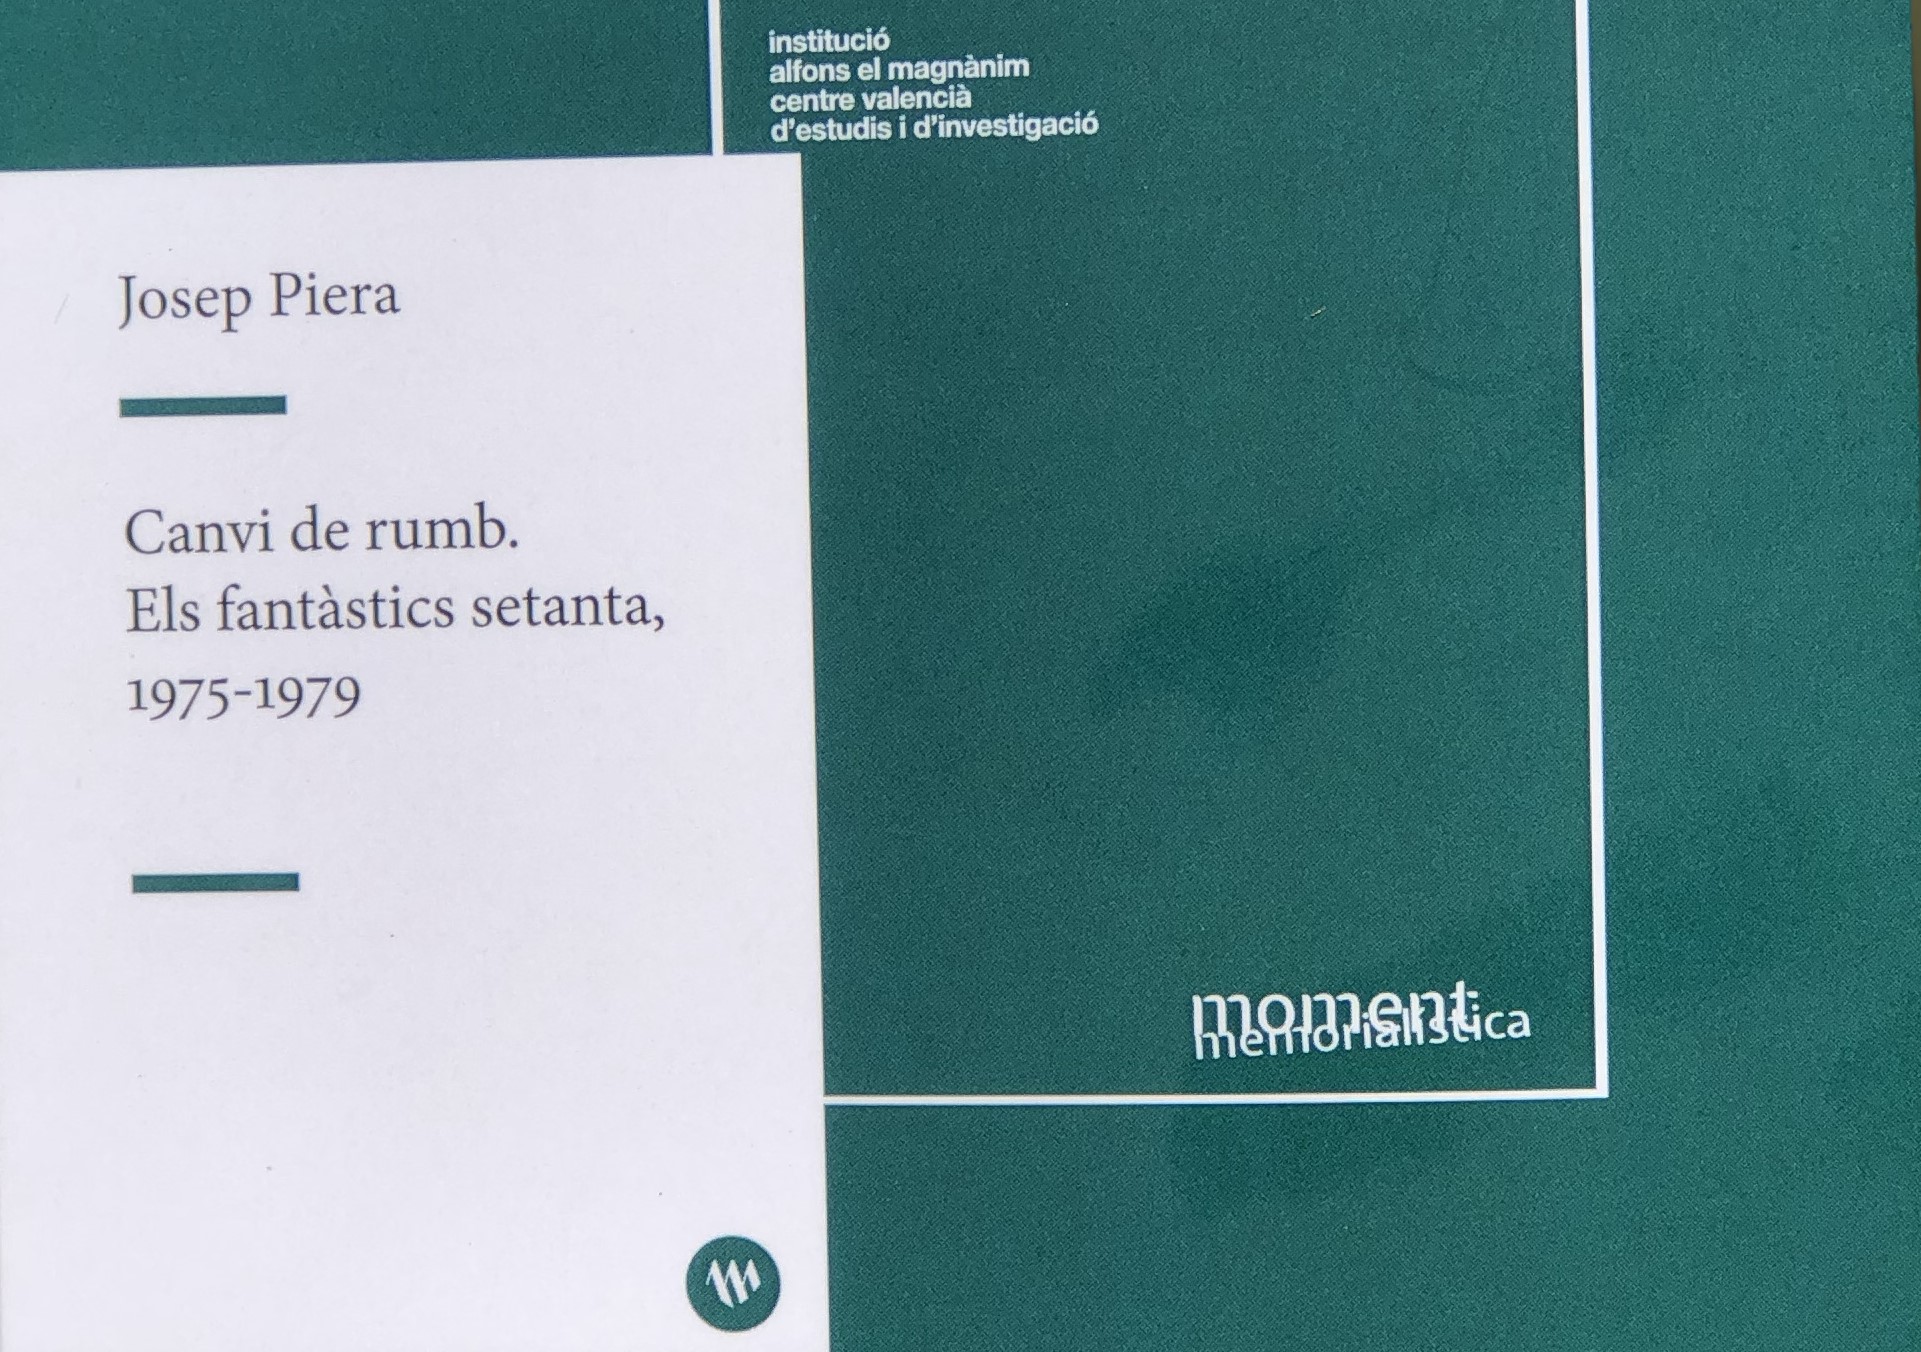 institució
alfons el magnànim
centre valencià
d'estudis i d'investigació
Josep Piera
Canvi de rumb.
Els fantàstics setanta,
1975-1979
moment
memorialística